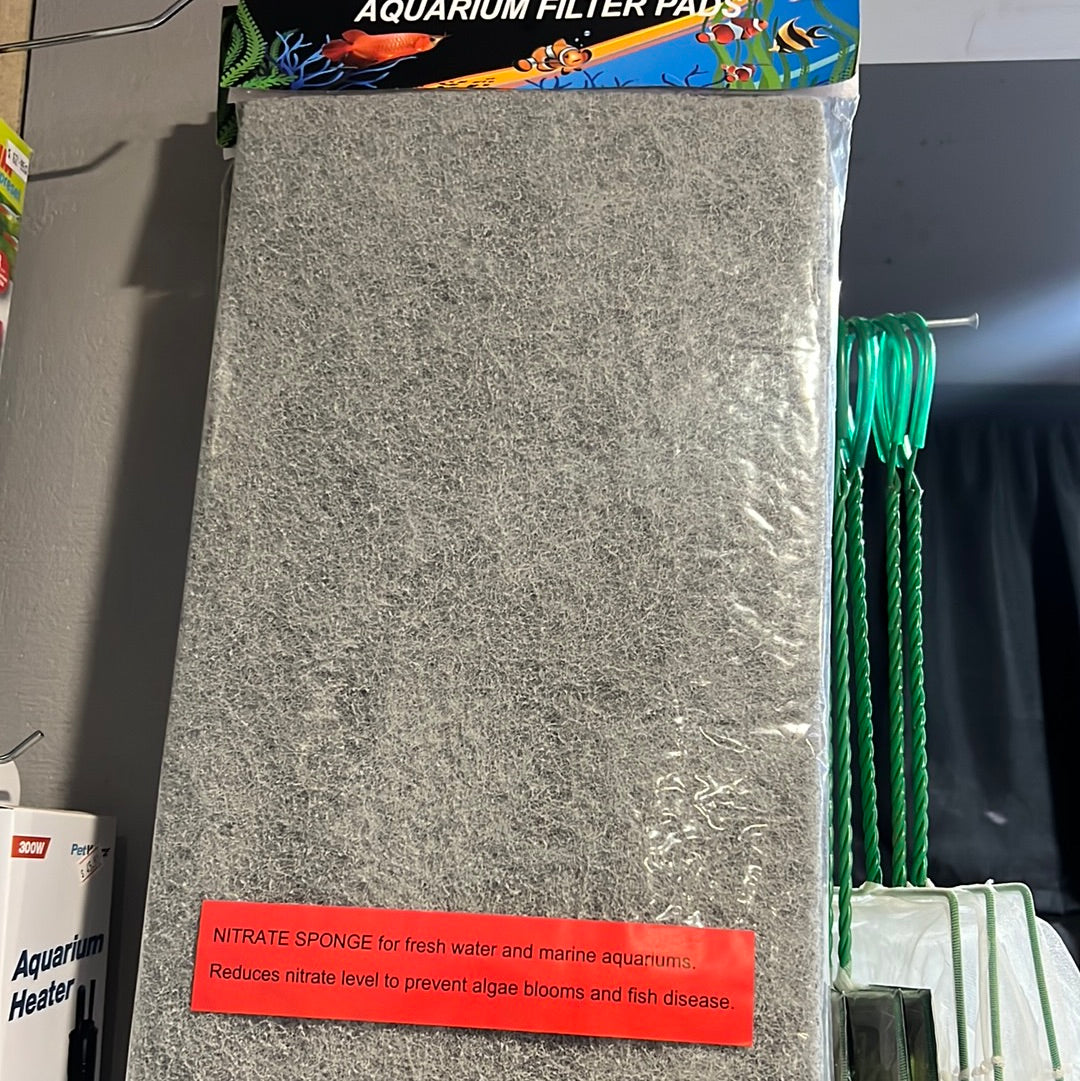 AQUARIUM FILTER PADS
300W
Aquarium
Heater
NITRATE SPONGE for fresh water and marine aquariums.
Reduces nitrate level to prevent algae blooms and fish disease.